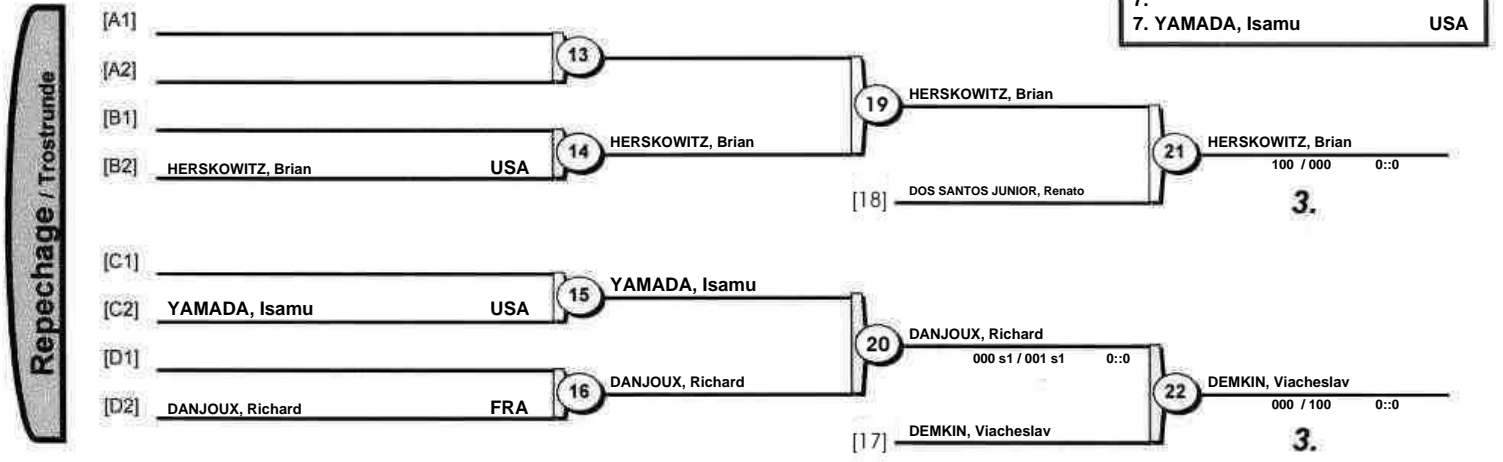 7.
7. YAMADA, Isamu USA
Repechage / Trostrunde
[A1]
[A2]
13
[B1]
[B2] HERSKOWITZ, Brian USA
14
HERSKOWITZ, Brian
19
HERSKOWITZ, Brian
[18] DOS SANTOS JUNIOR, Renato
21
HERSKOWITZ, Brian
100 / 000 0::0
3.
[C1]
[C2] YAMADA, Isamu USA
15
YAMADA, Isamu
[D1]
[D2] DANJOUX, Richard FRA
16
DANJOUX, Richard
20
DANJOUX, Richard
000 s1 / 001 s1 0::0
[17] DEMKIN, Viacheslav
22
DEMKIN, Viacheslav
000 / 100 0::0
3.